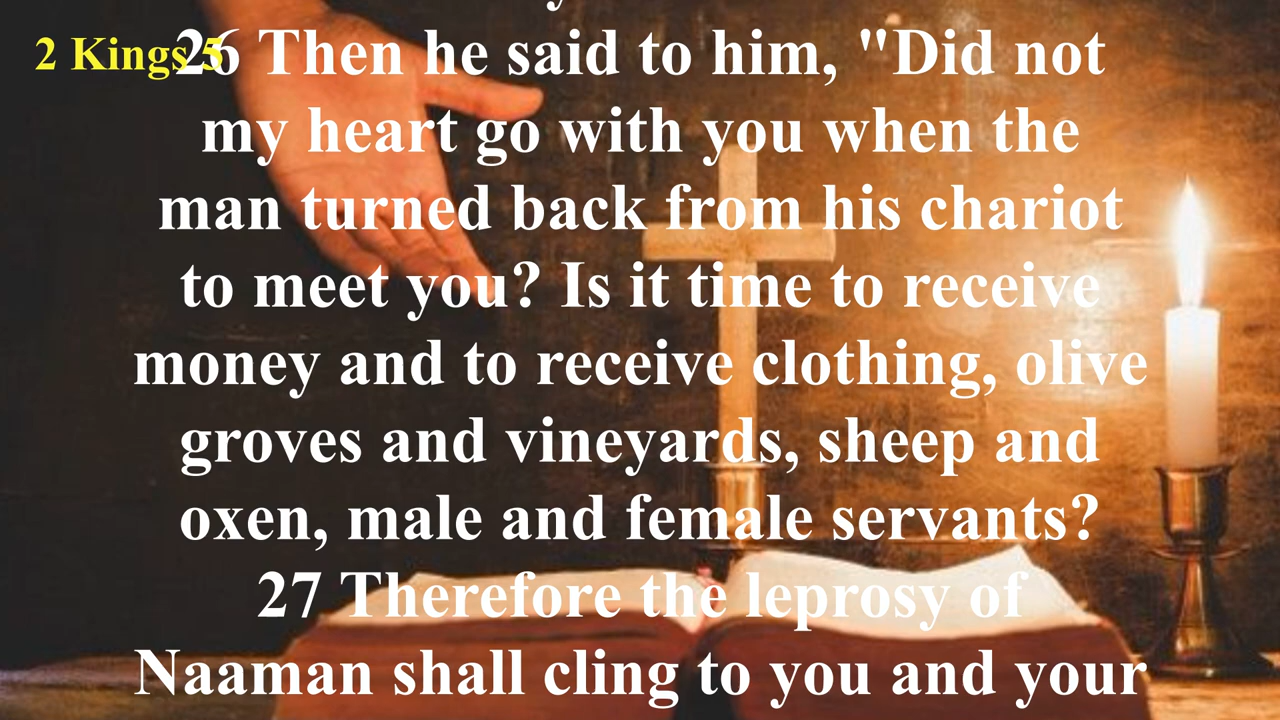 2 Kings 5
26 Then he said to him, "Did not
my heart go with you when the
man turned back from his chariot
to meet you? Is it time to receive
money and to receive clothing, olive
groves and vineyards, sheep and
oxen, male and female servants?
27 Therefore the leprosy of
Naaman shall cling to you and your